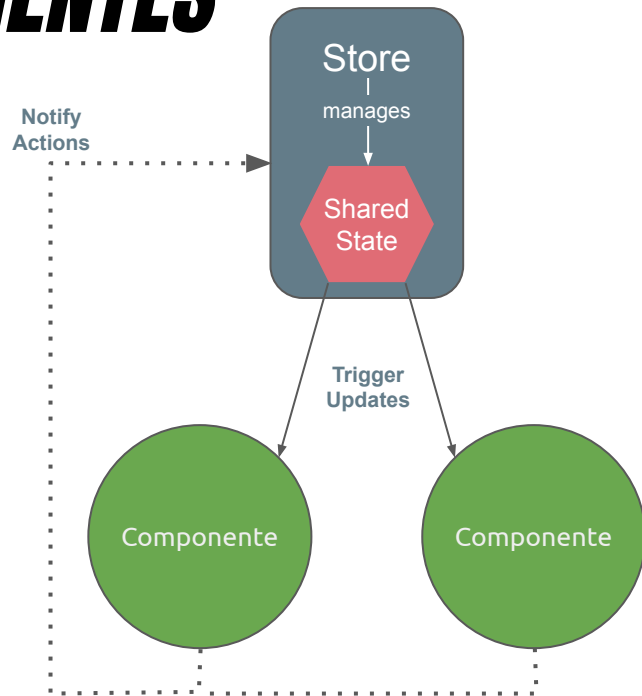 Store
manages
Notify
Actions
Shared
State
Trigger
Updates
Componente
Componente